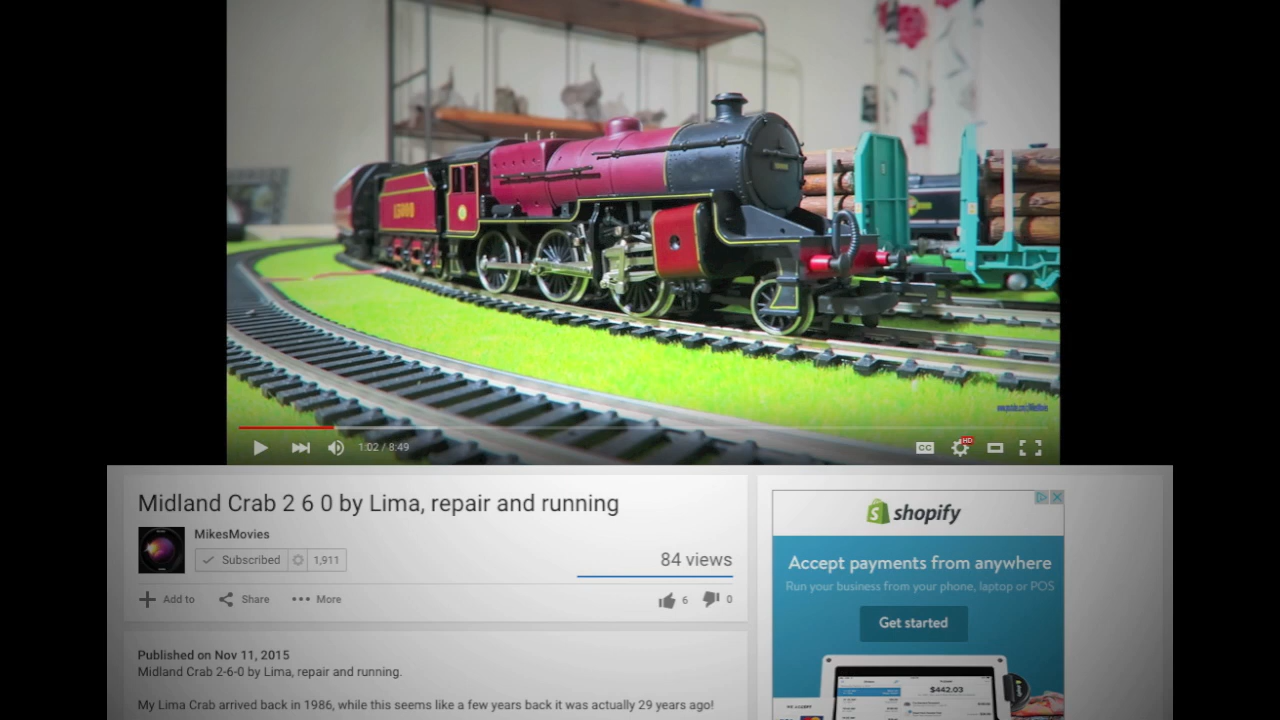 13000
1:02 / 8:49
CC
HD
Midland Crab 2 6 0 by Lima, repair and running
MikesMovies
Subscribed
1,911
84 views
Add to
Share
More
6
0
Published on Nov 11, 2015
Midland Crab 2-6-0 by Lima, repair and running.
My Lima Crab arrived back in 1986, while this seems like a few years back it was actually 29 years ago!
shopify
Accept payments from anywhere
Run your business from your phone, laptop or POS
Get started
$442.03